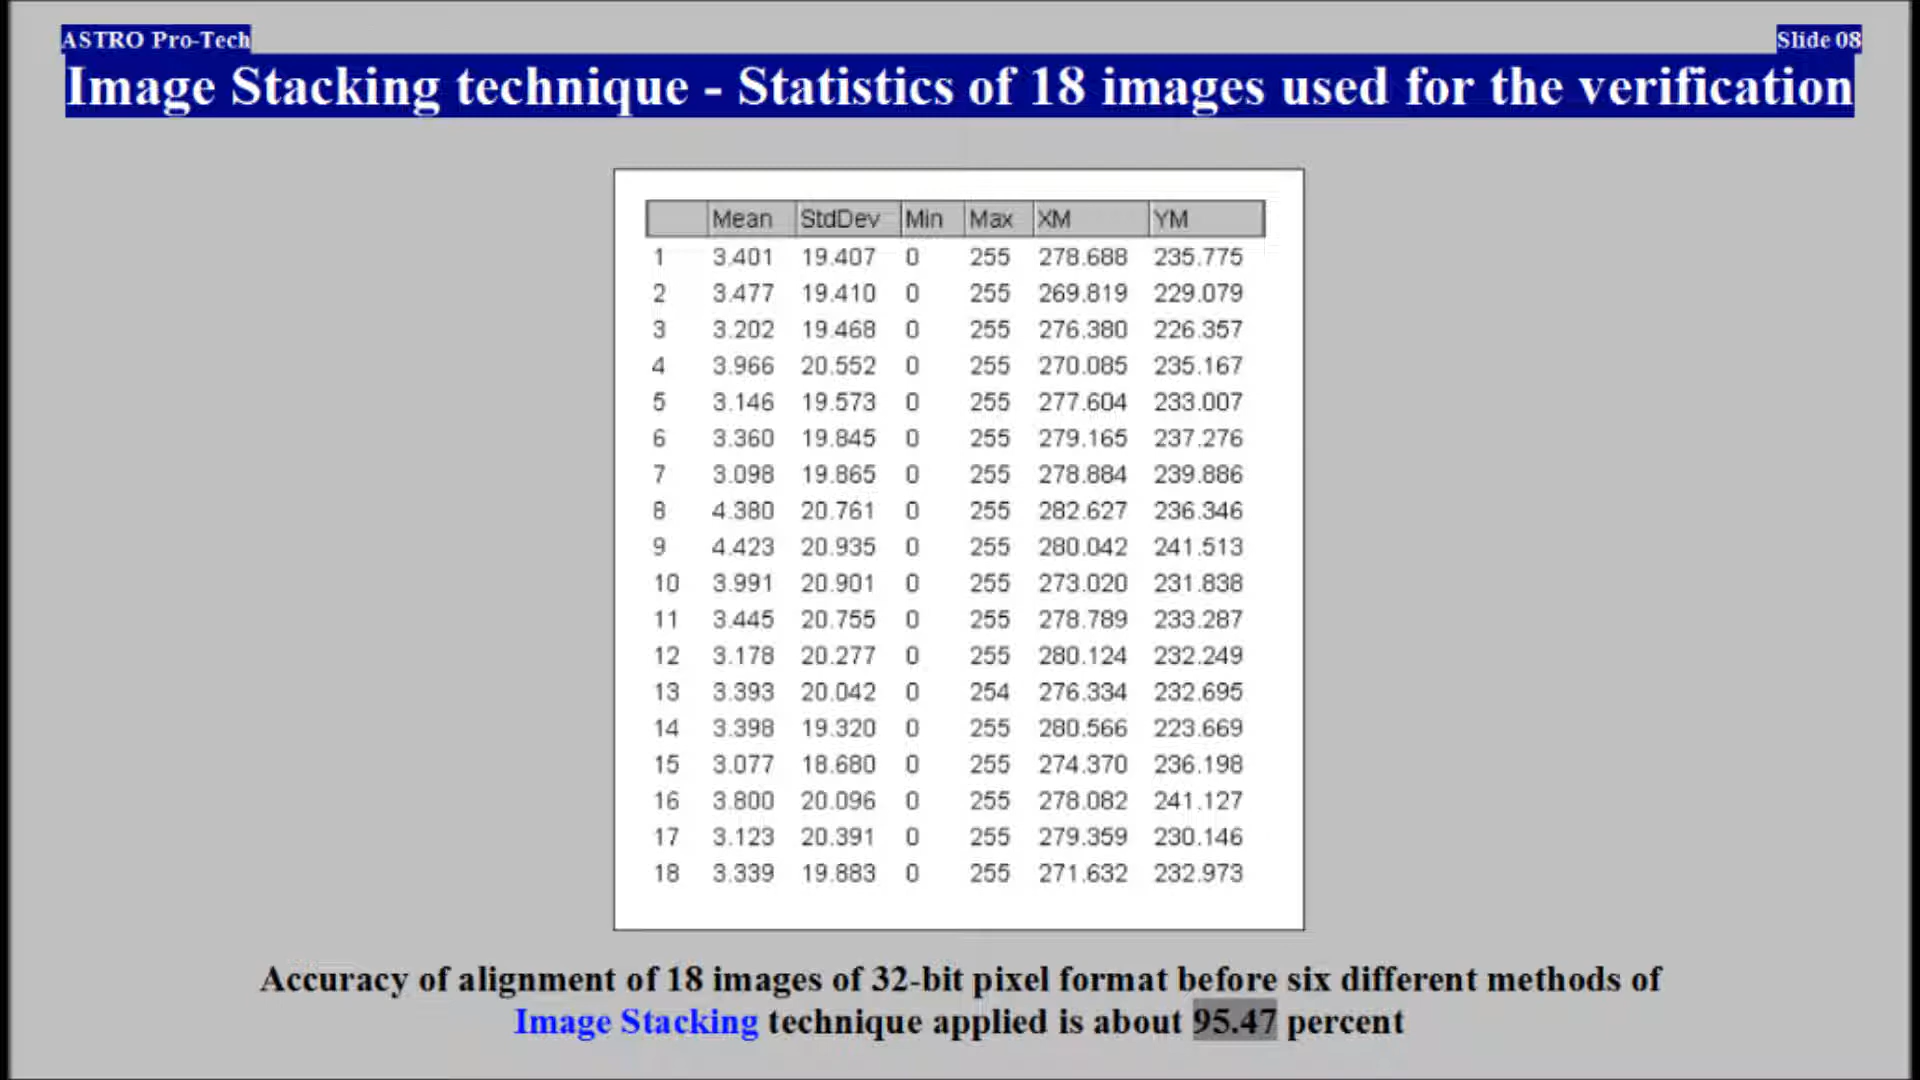 ASTRO Pro-Tech Slide 08
Image Stacking technique - Statistics of 18 images used for the verification
Mean StdDev Min Max XM YM
1 3.401 19.407 0 255 278.688 235.775
2 3.477 19.410 0 255 269.819 229.079
3 3.202 19.468 0 255 276.380 226.357
4 3.966 20.552 0 255 270.085 235.167
5 3.146 19.573 0 255 277.604 233.007
6 3.360 19.845 0 255 279.165 237.276
7 3.098 19.865 0 255 278.884 239.886
8 4.380 20.761 0 255 282.627 236.346
9 4.423 20.935 0 255 280.042 241.513
10 3.991 20.901 0 255 273.020 231.838
11 3.445 20.755 0 255 278.789 233.287
12 3.178 20.277 0 255 280.124 232.249
13 3.393 20.042 0 254 276.334 232.695
14 3.398 19.320 0 255 280.566 223.669
15 3.077 18.680 0 255 274.370 236.198
16 3.800 20.096 0 255 278.082 241.127
17 3.123 20.391 0 255 279.359 230.146
18 3.339 19.883 0 255 271.632 232.973
Accuracy of alignment of 18 images of 32-bit pixel format before six different methods of
Image Stacking technique applied is about 95.47 percent